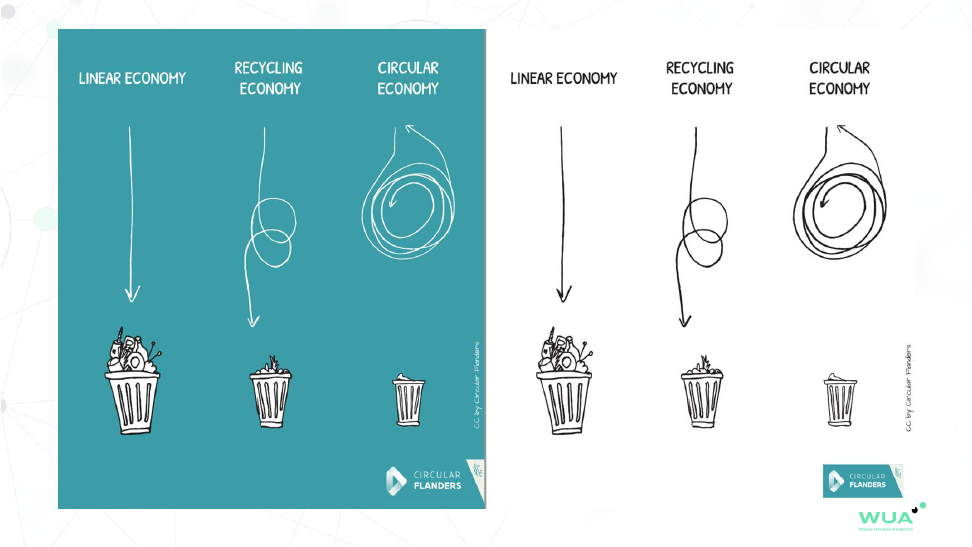 LINEAR ECONOMY
RECYCLING
ECONOMY
CIRCULAR
ECONOMY
CC by Circular Flanders
CIRCULAR
FLANDERS
LINEAR ECONOMY
RECYCLING
ECONOMY
CIRCULAR
ECONOMY
CC by Circular Flanders
CIRCULAR
FLANDERS
WUA